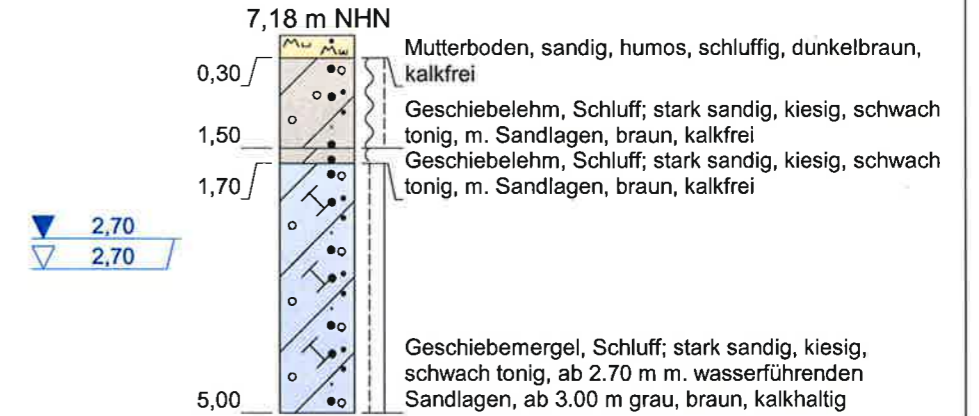 7,18 m NHN
Mu Mu
Mutterboden, sandig, humos, schluffig, dunkelbraun,
0,30
kalkfrei
Geschiebelehm, Schluff; stark sandig, kiesig, schwach
1,50
tonig, m. Sandlagen, braun, kalkfrei
Geschiebelehm, Schluff; stark sandig, kiesig, schwach
1,70
tonig, m. Sandlagen, braun, kalkfrei
2,70
2,70
Geschiebemergel, Schluff; stark sandig, kiesig,
schwach tonig, ab 2.70 m m. wasserführenden
5,00
Sandlagen, ab 3.00 m grau, braun, kalkhaltig